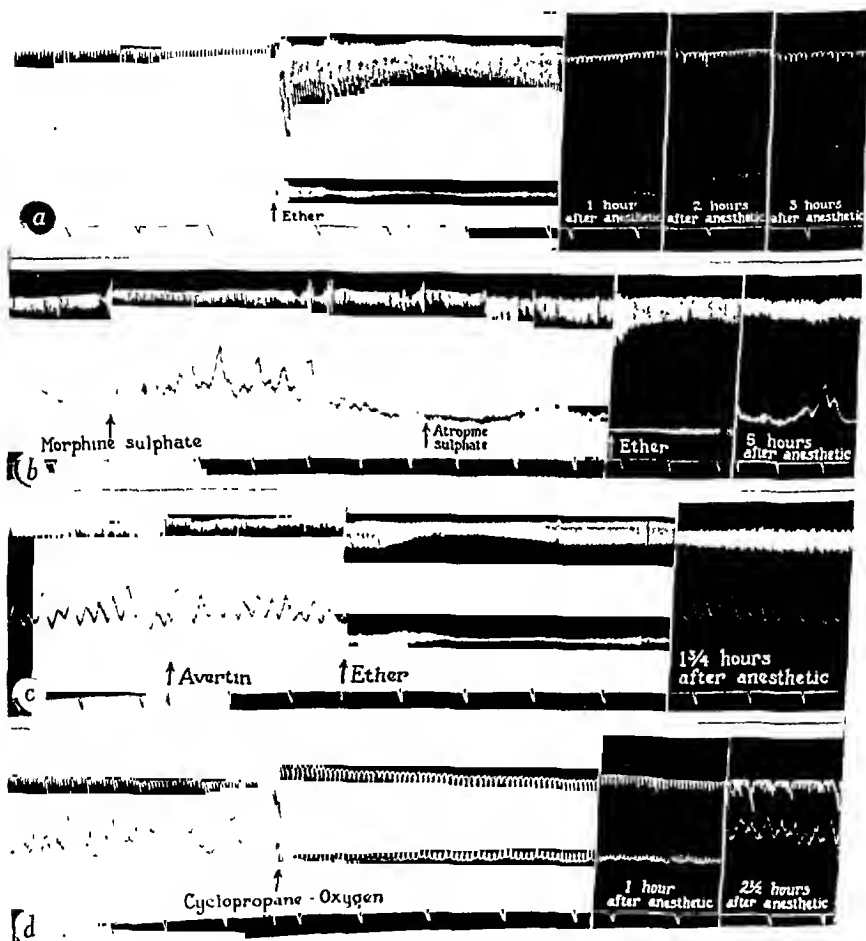 a
Ether
1 hour
after anesthetic
2 hours
after anesthetic
3 hours
after anesthetic
b
Morphine sulphate
Atropine
sulphate
Ether
5 hours
after anesthetic
c
Avertin
Ether
1¾ hours
after anesthetic
d
Cyclopropane - Oxygen
1 hour
after anesthetic
2½ hours
after anesthetic